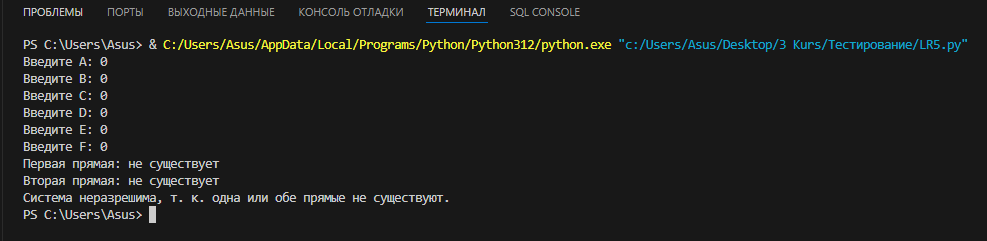 ПРОБЛЕМЫ ПОРТЫ ВЫХОДНЫЕ ДАННЫЕ КОНСОЛЬ ОТЛАДКИ ТЕРМИНАЛ SQL CONSOLE
PS C:\Users\Asus> & C:/Users/Asus/AppData/Local/Programs/Python/Python312/python.exe "c:/Users/Asus/Desktop/3 Kurs/Тестирование/LR5.py"
Введите A: 0
Введите B: 0
Введите C: 0
Введите D: 0
Введите E: 0
Введите F: 0
Первая прямая: не существует
Вторая прямая: не существует
Система неразрешима, т. к. одна или обе прямые не существуют.
PS C:\Users\Asus>